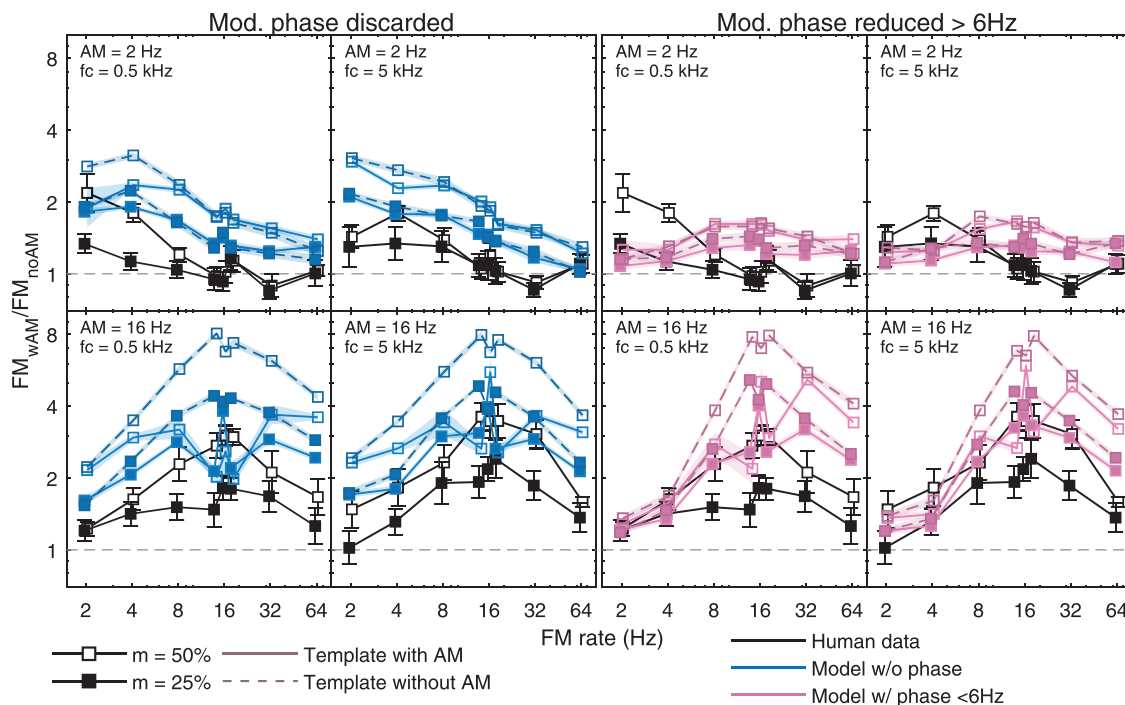 Mod. phase discarded
Mod. phase reduced > 6Hz
AM = 2 Hz
fc = 0.5 kHz
AM = 2 Hz
fc = 5 kHz
AM = 2 Hz
fc = 0.5 kHz
AM = 2 Hz
fc = 5 kHz
8
4
2
1
FMwAM/FMnoAM
AM = 16 Hz
fc = 0.5 kHz
AM = 16 Hz
fc = 5 kHz
AM = 16 Hz
fc = 0.5 kHz
AM = 16 Hz
fc = 5 kHz
8
4
2
1
2 4 8 16 32 64
2 4 8 16 32 64
2 4 8 16 32 64
2 4 8 16 32 64
FM rate (Hz)
m = 50%
m = 25%
Template with AM
Template without AM
Human data
Model w/o phase
Model w/ phase <6Hz